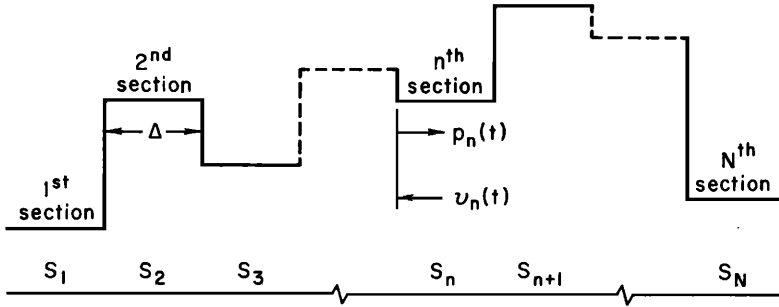 2nd section
nth section
Δ
pn(t)
Nth section
1st section
υn(t)
S1 S2 S3 Sn Sn+1 SN